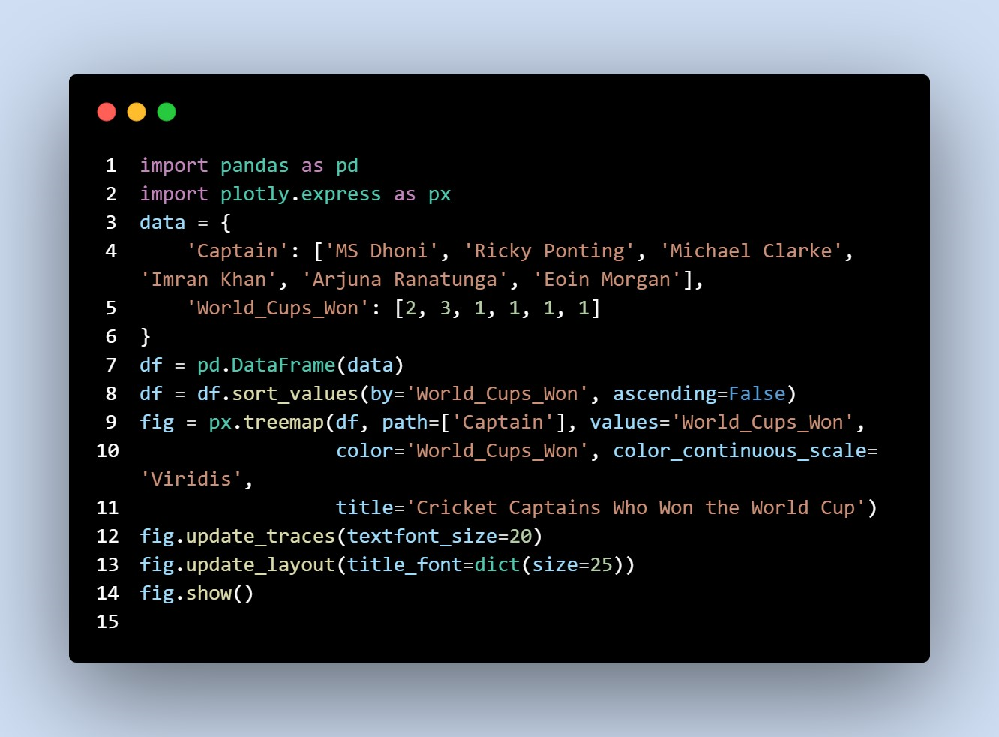 1 import pandas as pd
2 import plotly.express as px
3 data = {
4     'Captain': ['MS Dhoni', 'Ricky Ponting', 'Michael Clarke',
'Imran Khan', 'Arjuna Ranatunga', 'Eoin Morgan'],
5     'World_Cups_Won': [2, 3, 1, 1, 1, 1]
6 }
7 df = pd.DataFrame(data)
8 df = df.sort_values(by='World_Cups_Won', ascending=False)
9 fig = px.treemap(df, path=['Captain'], values='World_Cups_Won',
10                  color='World_Cups_Won', color_continuous_scale=
'Viridis',
11                  title='Cricket Captains Who Won the World Cup')
12 fig.update_traces(textfont_size=20)
13 fig.update_layout(title_font=dict(size=25))
14 fig.show()
15